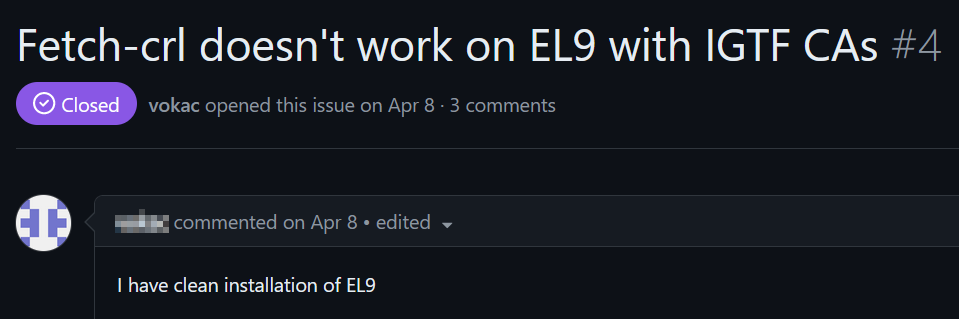 Fetch-crl doesn't work on EL9 with IGTF CAs #4
Closed vokac opened this issue on Apr 8 · 3 comments
commented on Apr 8 • edited
I have clean installation of EL9